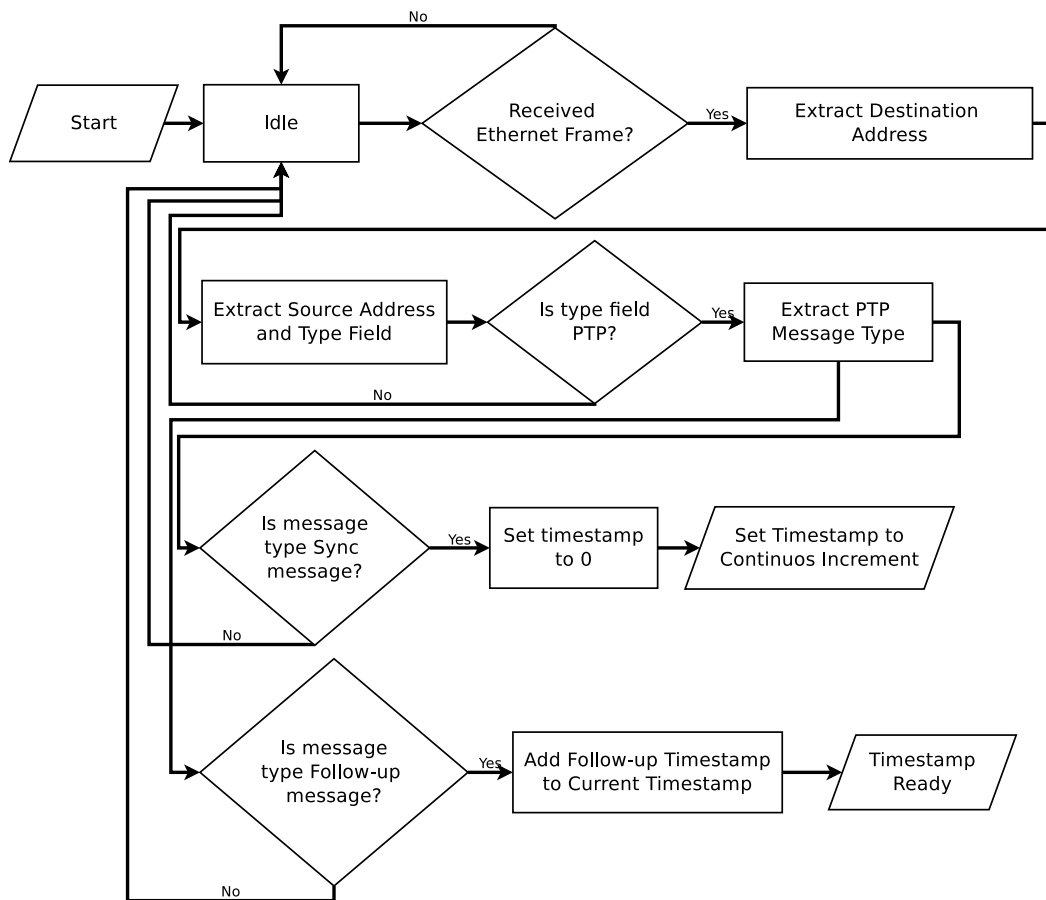 No
Start
Idle
Received
Ethernet Frame?
Yes
Extract Destination
Address
Extract Source Address
and Type Field
Is type field
PTP?
Yes
Extract PTP
Message Type
No
Is message
type Sync
message?
Yes
Set timestamp
to 0
Set Timestamp to
Continuos Increment
No
Is message
type Follow-up
message?
Yes
Add Follow-up Timestamp
to Current Timestamp
Timestamp
Ready
No